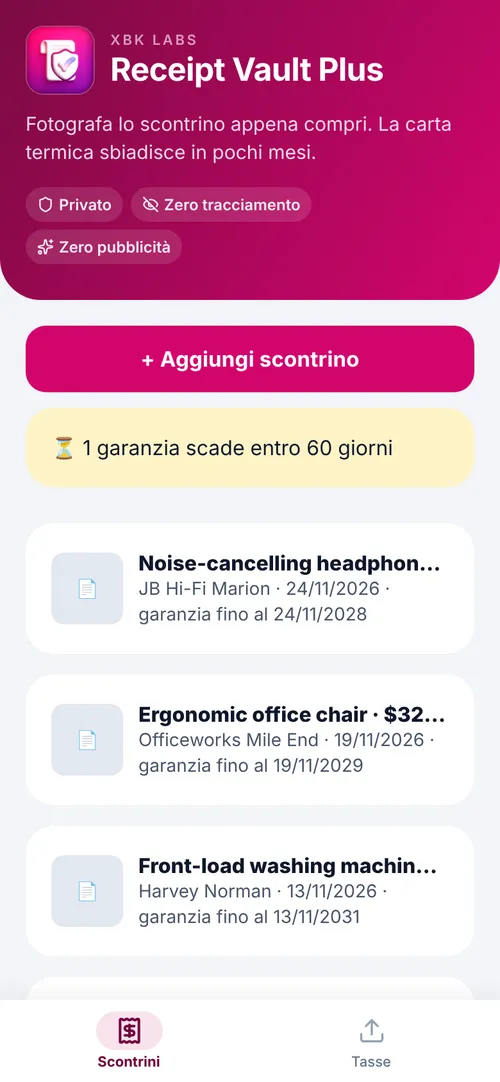 XBK LABS
Receipt Vault Plus
Fotografa lo scontrino appena compri. La carta
termica sbiadisce in pochi mesi.
Privato
Zero tracciamento
Zero pubblicità
+ Aggiungi scontrino
⏳ 1 garanzia scade entro 60 giorni
Noise-cancelling headphon...
JB Hi-Fi Marion · 24/11/2026 ·
garanzia fino al 24/11/2028
Ergonomic office chair · $32...
Officeworks Mile End · 19/11/2026 ·
garanzia fino al 19/11/2029
Front-load washing machin...
Harvey Norman · 13/11/2026 ·
garanzia fino al 13/11/2031
Scontrini
Tasse